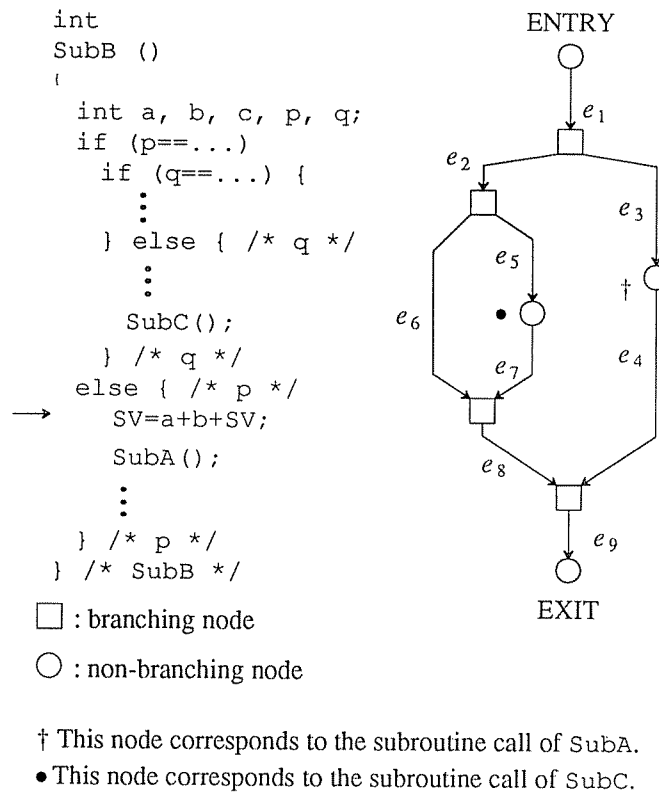 int
SubB ()
{
int a, b, c, p, q;
if (p==...)
if (q==...) {
} else { /* q */
SubC();
} /* q */
else { /* p */
SV=a+b+SV;
SubA();
} /* p */
} /* SubB */
ENTRY
e1
e2
e3
e5
e6
†
•
e4
e7
e8
e9
EXIT
□ : branching node
○ : non-branching node
† This node corresponds to the subroutine call of SubA.
• This node corresponds to the subroutine call of SubC.